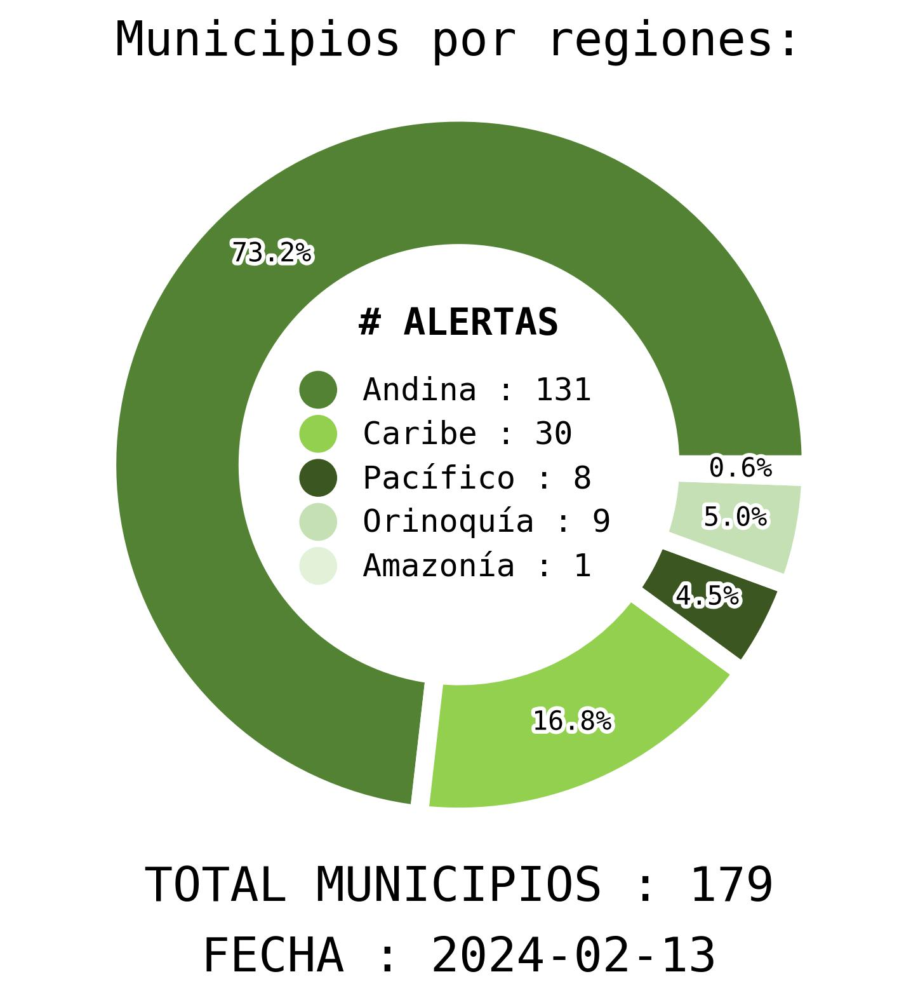 Municipios por regiones:
73.2%
# ALERTAS
Andina : 131
Caribe : 30
Pacífico : 8
Orinoquía : 9
Amazonía : 1
0.6%
5.0%
4.5%
16.8%
TOTAL MUNICIPIOS : 179
FECHA : 2024-02-13